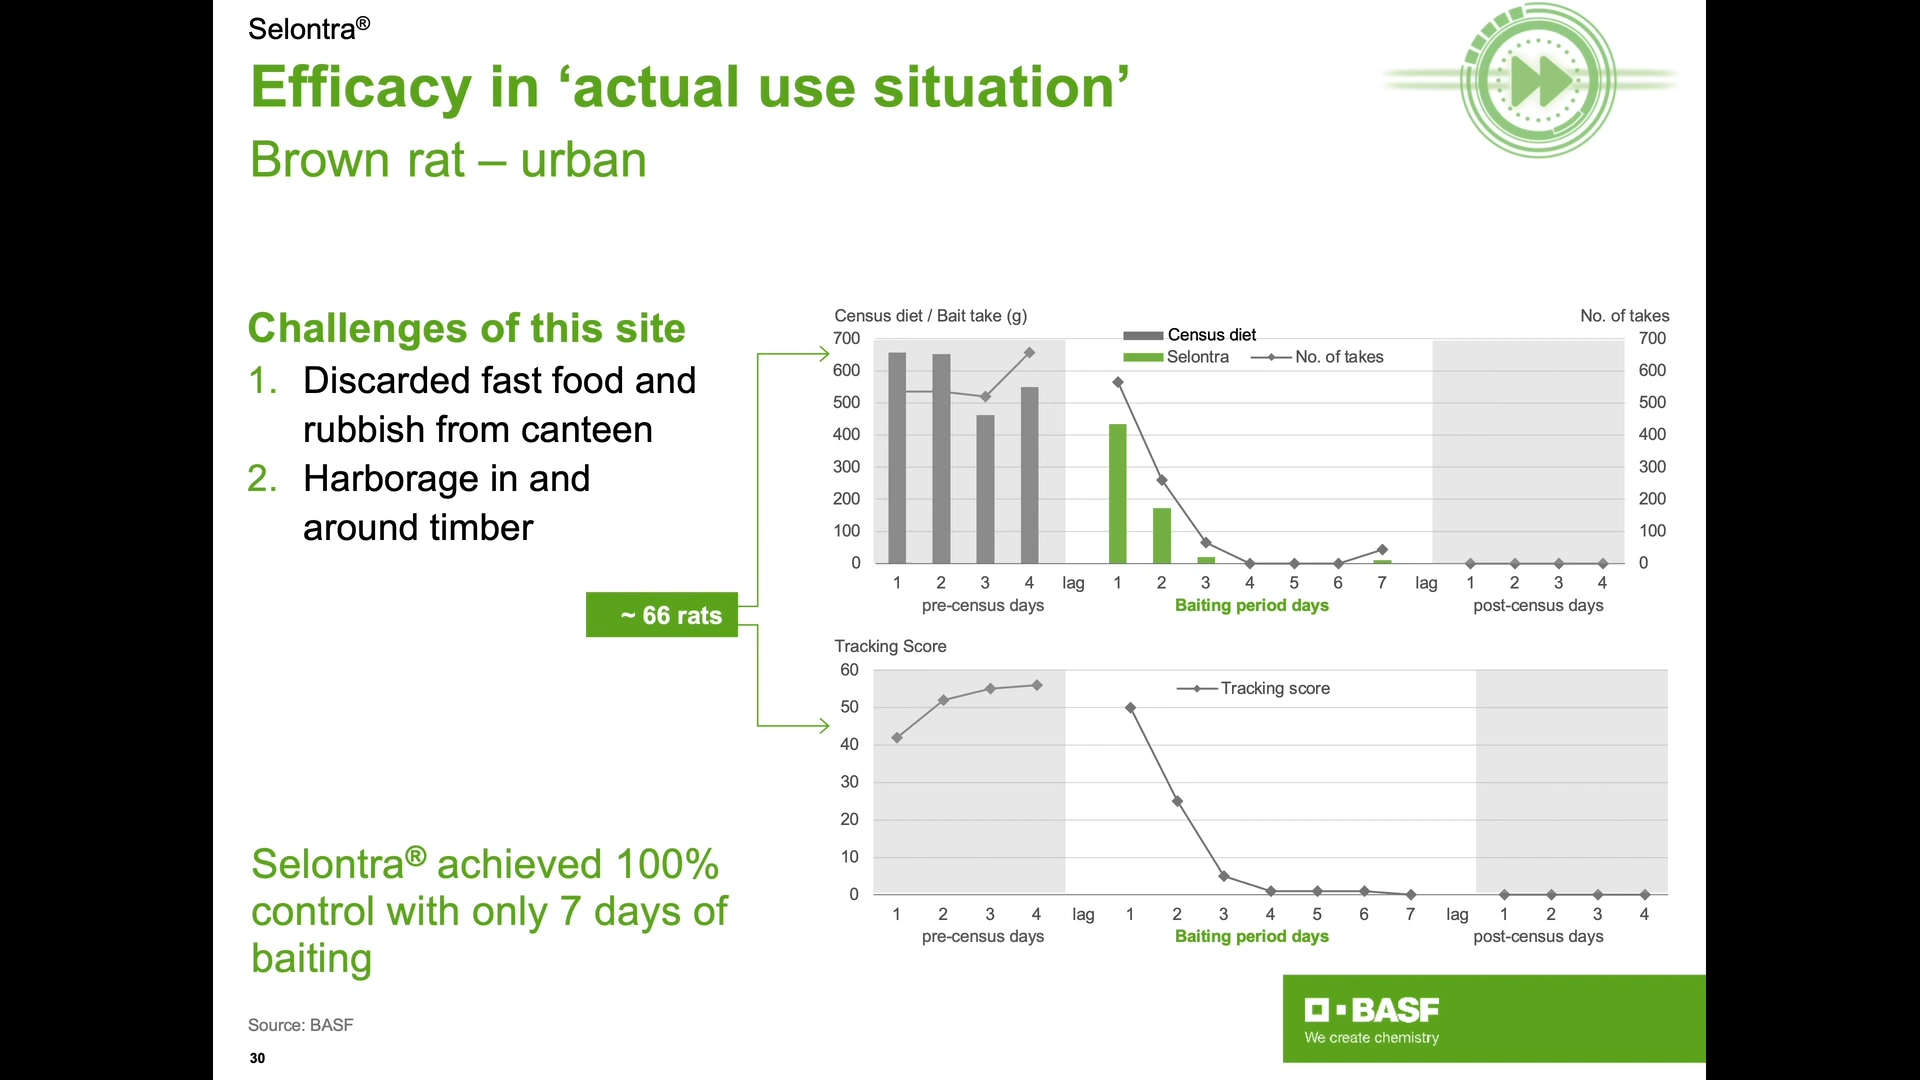 Selontra®
Efficacy in ‘actual use situation’
Brown rat – urban
Challenges of this site
1. Discarded fast food and
rubbish from canteen
2. Harborage in and
around timber
~ 66 rats
Selontra® achieved 100%
control with only 7 days of
baiting
Source: BASF
30
Census diet / Bait take (g)
No. of takes
Census diet
Selontra
No. of takes
700 700
600 600
500 500
400 400
300 300
200 200
100 100
0 0
1 2 3 4 lag 1 2 3 4 5 6 7 lag 1 2 3 4
pre-census days Baiting period days post-census days
Tracking Score
Tracking score
60
50
40
30
20
10
0
1 2 3 4 lag 1 2 3 4 5 6 7 lag 1 2 3 4
pre-census days Baiting period days post-census days
BASF
We create chemistry